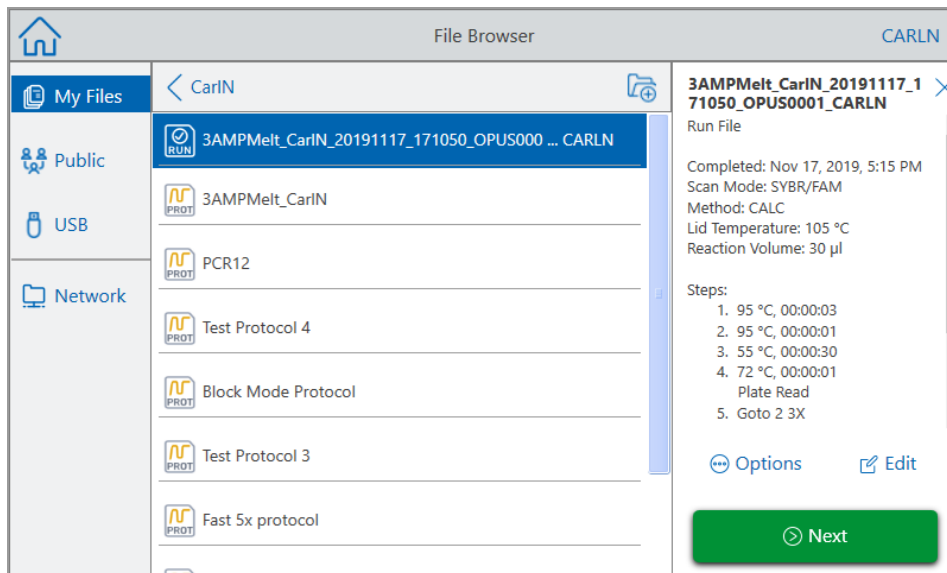 File Browser
CARLN
My Files
Public
USB
Network
CarlN
RUN
3AMPMelt_CarlN_20191117_171050_OPUS000 ... CARLN
PROT
3AMPMelt_CarlN
PROT
PCR12
PROT
Test Protocol 4
PROT
Block Mode Protocol
PROT
Test Protocol 3
PROT
Fast 5x protocol
3AMPMelt_CarlN_20191117_1
71050_OPUS0001_CARLN
Run File
Completed: Nov 17, 2019, 5:15 PM
Scan Mode: SYBR/FAM
Method: CALC
Lid Temperature: 105 °C
Reaction Volume: 30 µl
Steps:
1. 95 °C, 00:00:03
2. 95 °C, 00:00:01
3. 55 °C, 00:00:30
4. 72 °C, 00:00:01
Plate Read
5. Goto 2 3X
Options
Edit
Next